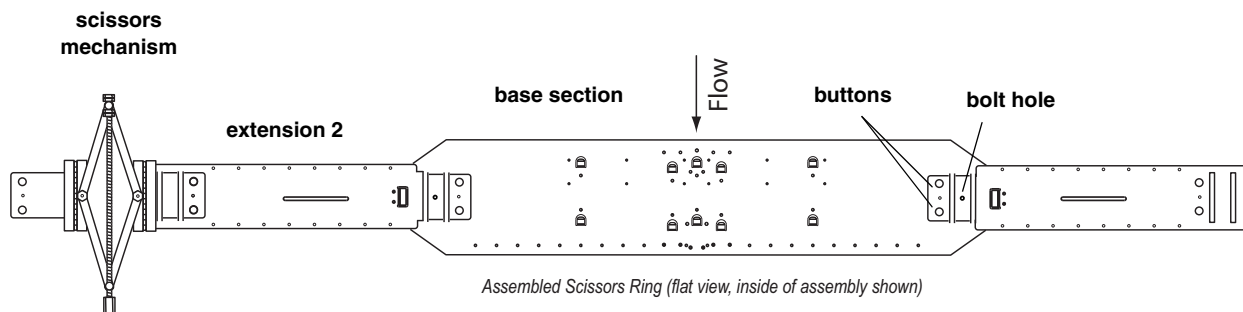 scissors
mechanism
extension 2
base section
Flow
buttons
bolt hole
Assembled Scissors Ring (flat view, inside of assembly shown)